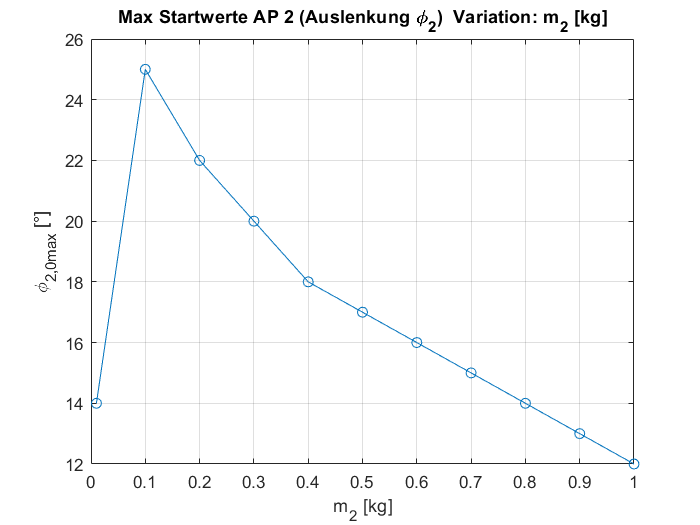 Max Startwerte AP 2 (Auslenkung ϕ₂)  Variation: m₂ [kg]
26
24
22
20
18
16
14
12
ϕ₂,₀ₘₐₓ [°]
0 0.1 0.2 0.3 0.4 0.5 0.6 0.7 0.8 0.9 1
m₂ [kg]